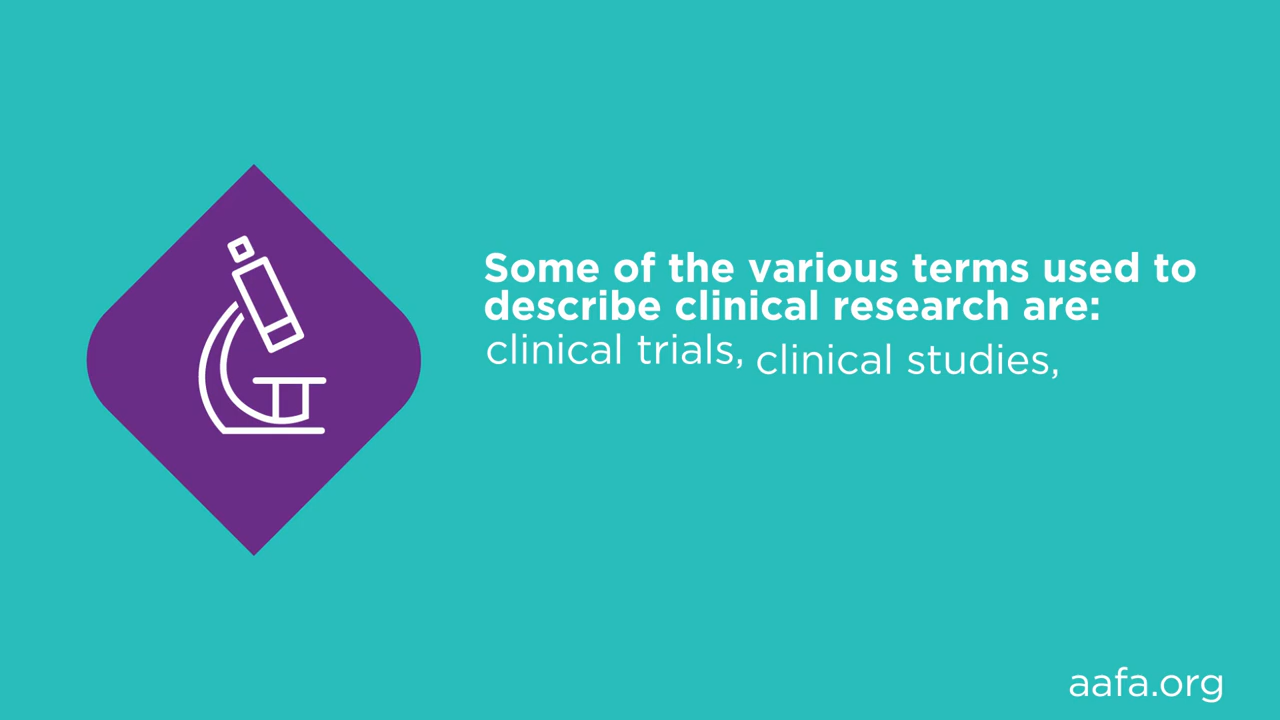 Some of the various terms used to
describe clinical research are:
clinical trials, clinical studies,
aafa.org